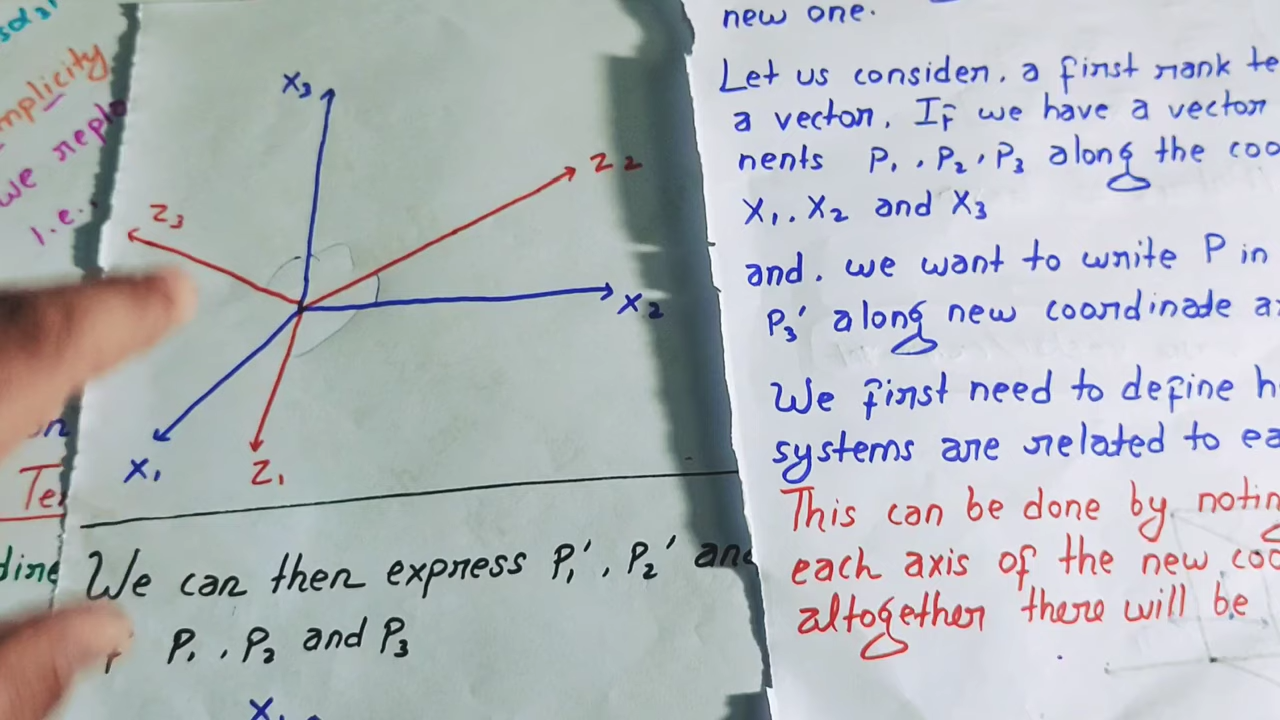 implicity
we
i.e.
Te
X3
Z2
Z3
X2
X1
Z1
We can then express P1', P2' and
P1, P2 and P3
X1
new one.
Let us consider, a first rank te
a vector. If we have a vector
nents P1, P2, P3 along the coo
X1, X2 and X3
and, we want to write P in
P3' along new coordinate a
We first need to define h
systems are related to ea
This can be done by notin
each axis of the new coo
altogether there will be